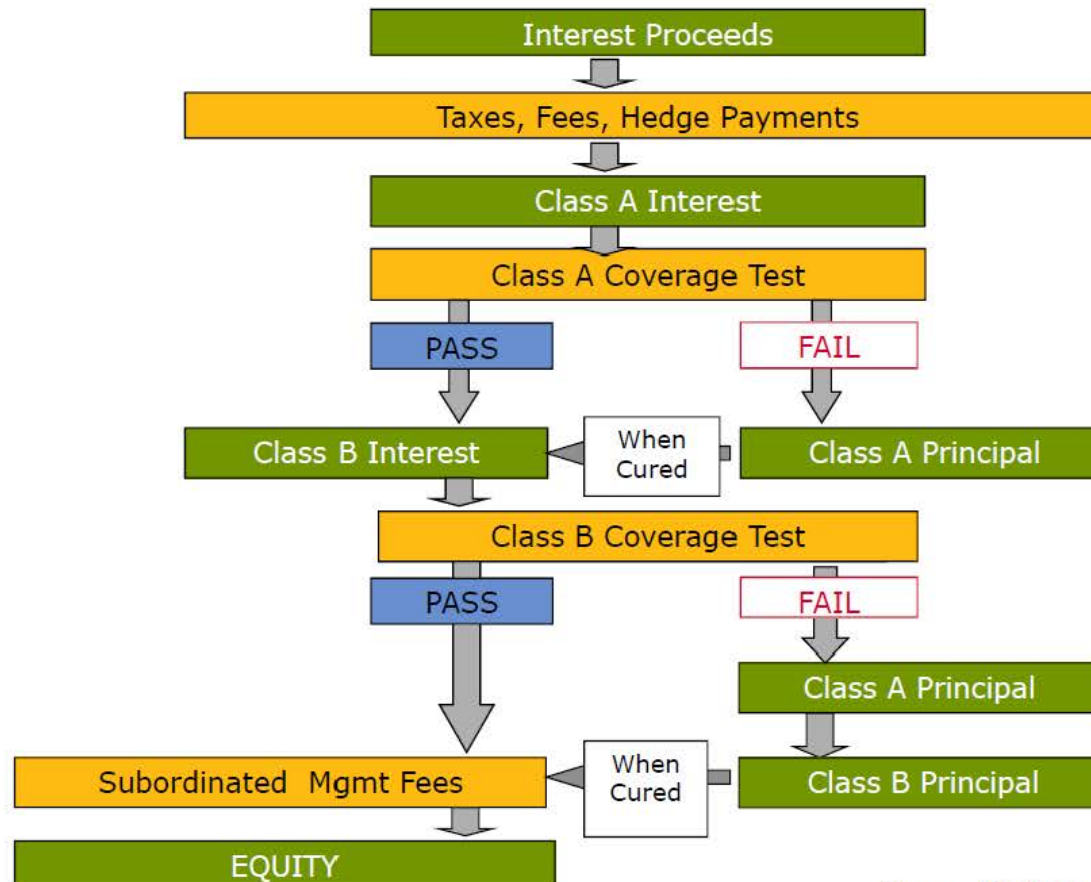 Interest Proceeds
Taxes, Fees, Hedge Payments
Class A Interest
Class A Coverage Test
PASS
FAIL
Class B Interest
When
Cured
Class A Principal
Class B Coverage Test
PASS
FAIL
Class A Principal
Subordinated Mgmt Fees
When
Cured
Class B Principal
EQUITY